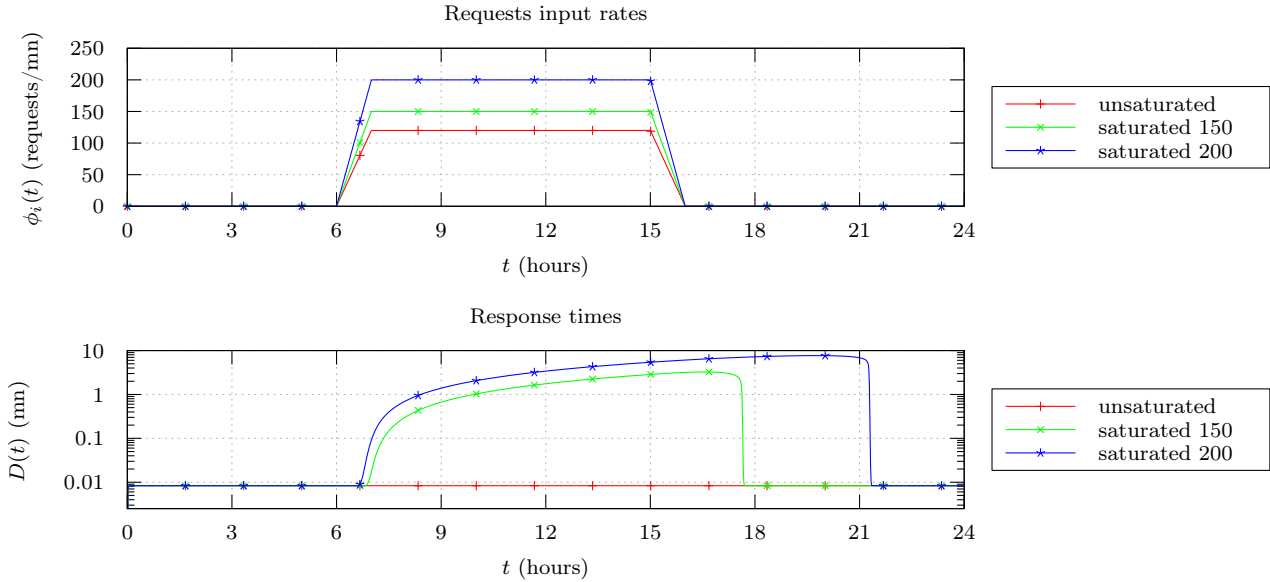 Requests input rates
250
200
150
100
50
0
ϕi(t) (requests/mn)
0 3 6 9 12 15 18 21 24
t (hours)
unsaturated
saturated 150
saturated 200
Response times
10
1
0.1
0.01
D(t) (mn)
0 3 6 9 12 15 18 21 24
t (hours)
unsaturated
saturated 150
saturated 200